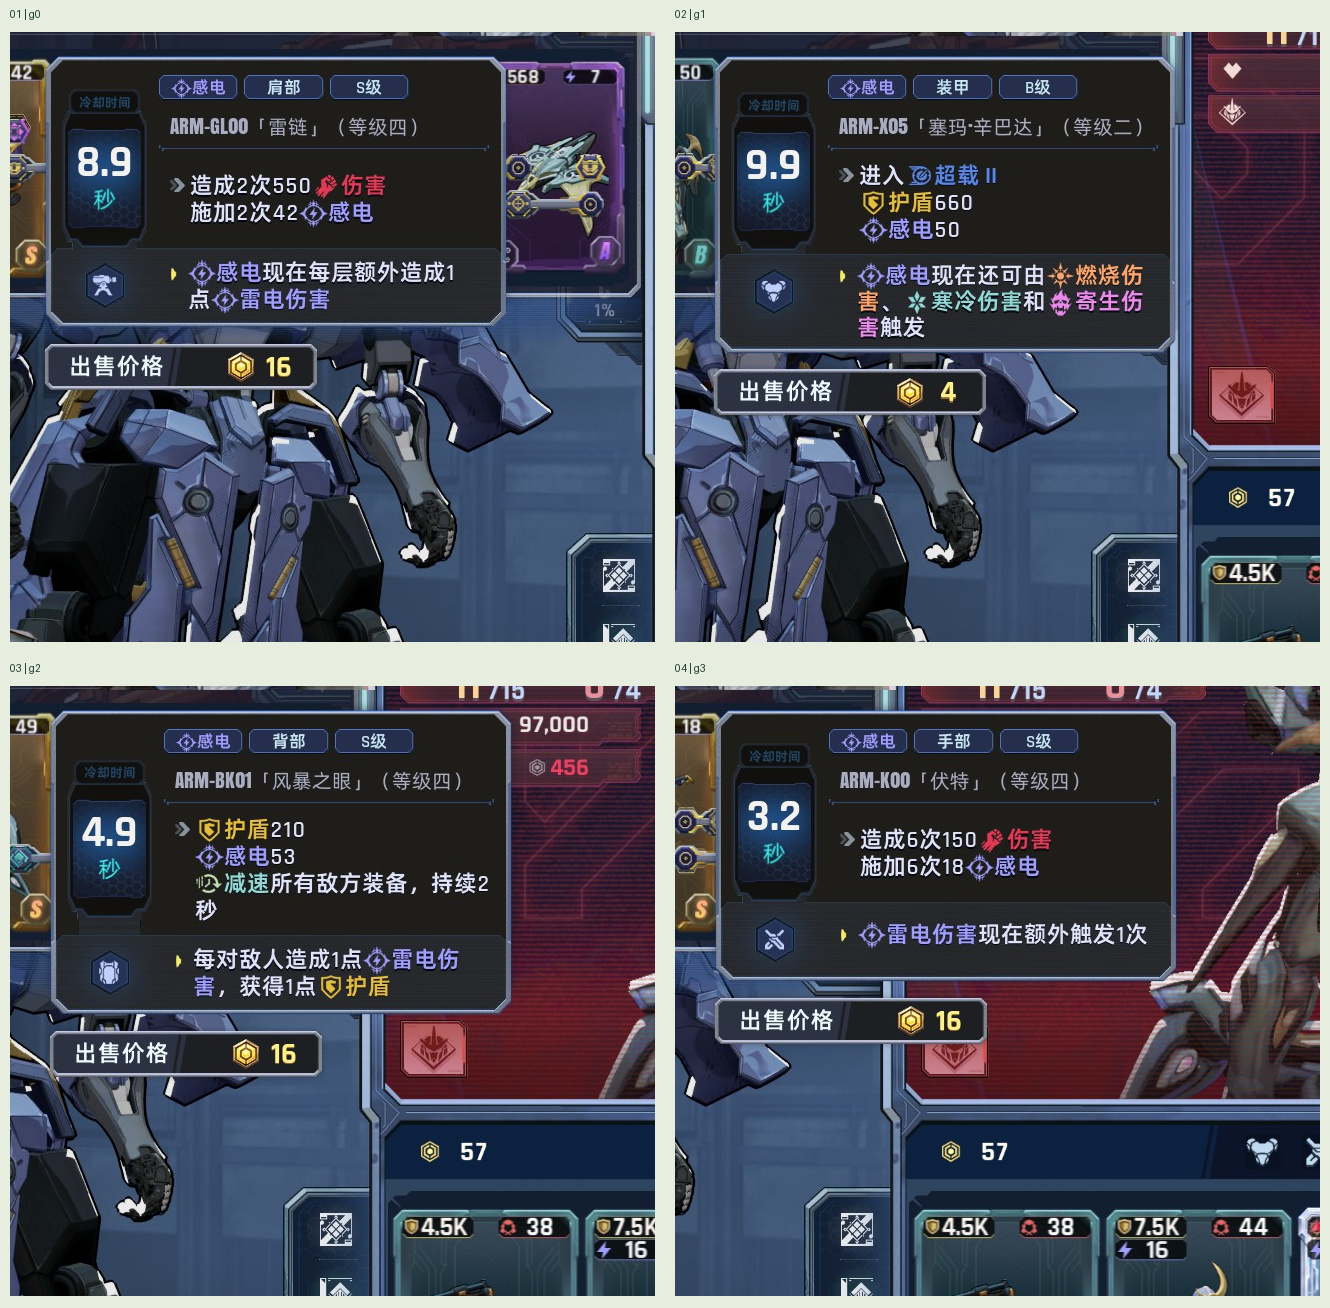 01|g0
42
568
7
感电
肩部
S级
冷却时间
8.9
秒
ARM-GL00「雷链」（等级四）
造成2次550伤害
施加2次42感电
感电现在每层额外造成1
点雷电伤害
S
A
1%
出售价格
16
02|g1
50
感电
装甲
B级
冷却时间
9.9
秒
ARM-X05「塞玛·辛巴达」（等级二）
进入超载 II
护盾660
感电50
感电现在还可由燃烧伤
害、寒冷伤害和寄生伤
害触发
B
出售价格
4
57
4.5K
03|g2
49
11/15
0/4
97,000
456
感电
背部
S级
冷却时间
4.9
秒
ARM-BK01「风暴之眼」（等级四）
护盾210
感电53
减速所有敌方装备，持续2
秒
每对敌人造成1点雷电伤
害，获得1点护盾
S
出售价格
16
57
4.5K
38
7.5K
16
04|g3
18
11/15
0/4
感电
手部
S级
冷却时间
3.2
秒
ARM-K00「伏特」（等级四）
造成6次150伤害
施加6次18感电
雷电伤害现在额外触发1次
S
出售价格
16
57
4.5K
38
7.5K
44
16